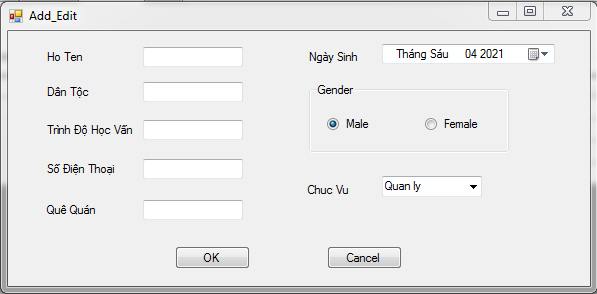 Add_Edit
Ho Ten
Ngày Sinh
Tháng Sáu 04 2021
Dân Tộc
Gender
Trình Độ Học Vấn
Male
Female
Số Điện Thoại
Chuc Vu
Quan ly
Quê Quán
OK
Cancel